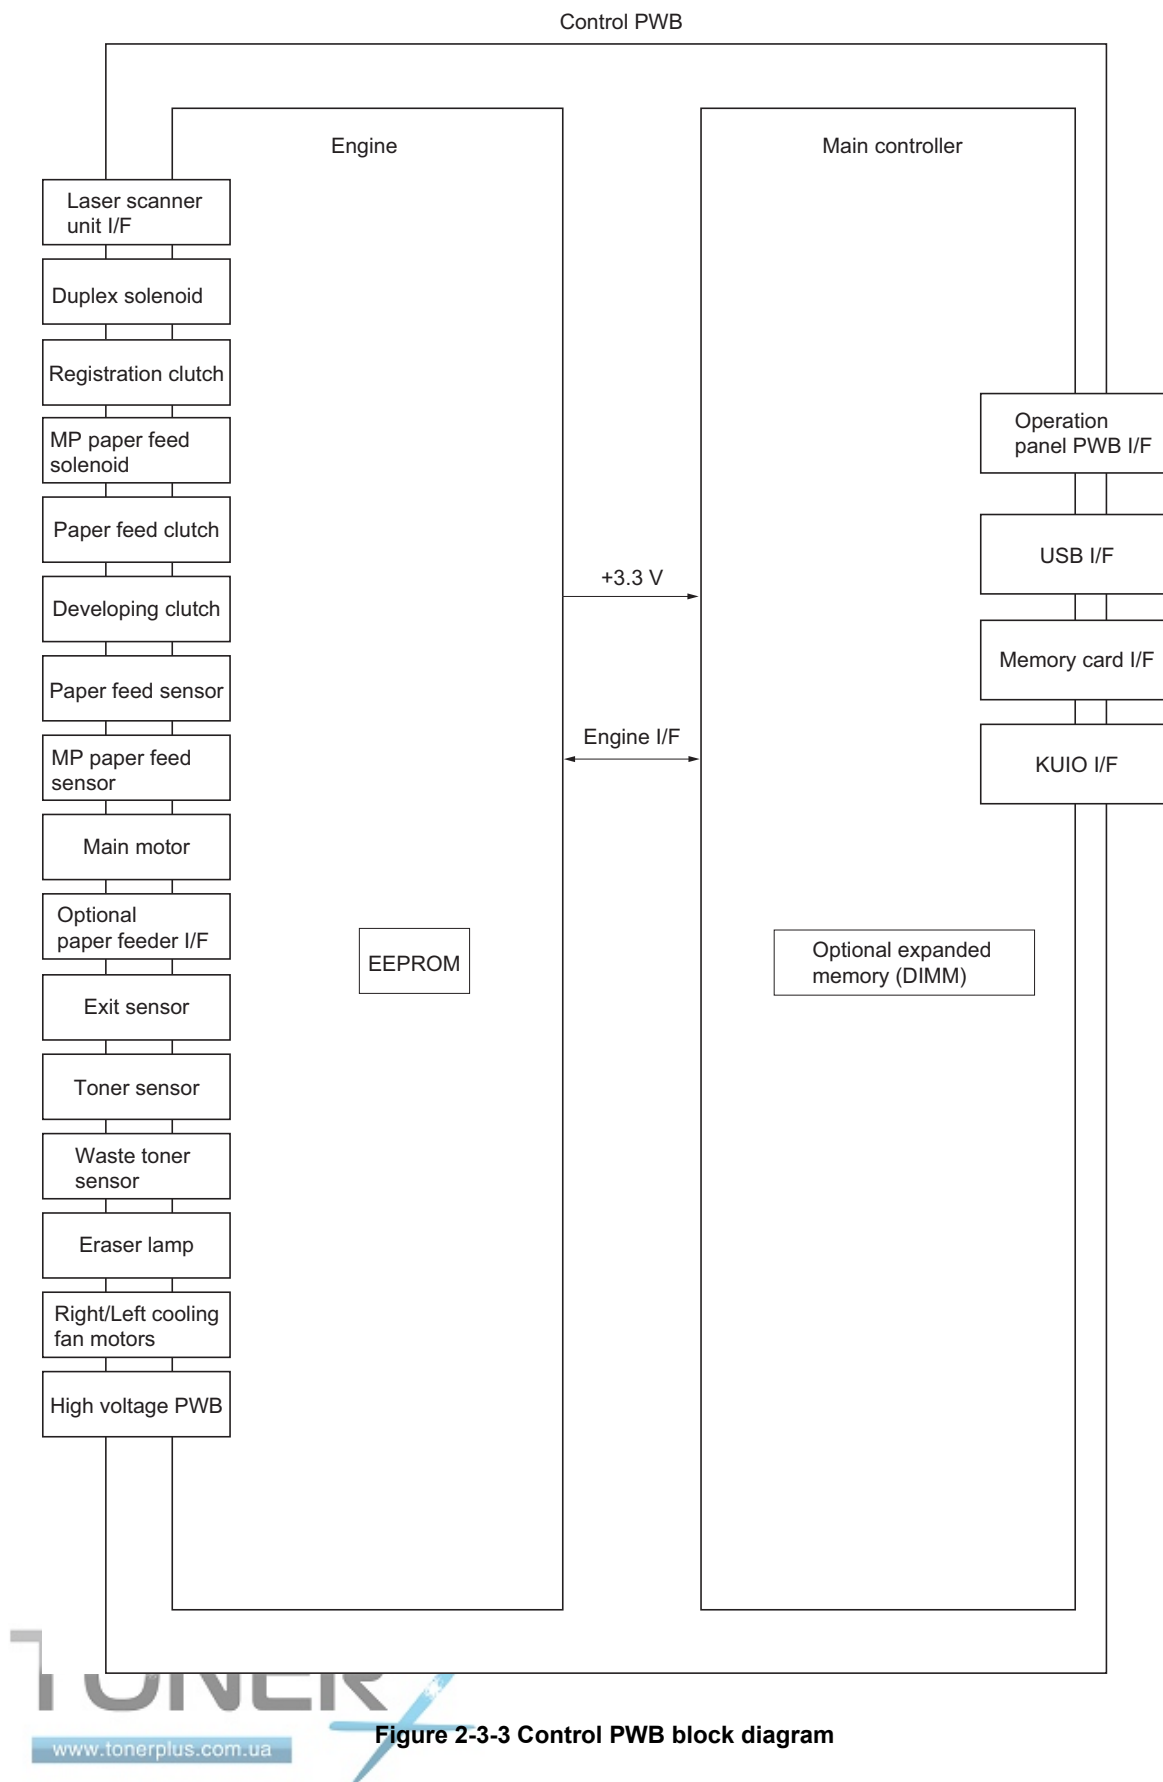 Control PWB
Engine
Main controller
Laser scanner
unit I/F
Duplex solenoid
Registration clutch
MP paper feed
solenoid
Paper feed clutch
Developing clutch
Paper feed sensor
MP paper feed
sensor
Main motor
Optional
paper feeder I/F
Exit sensor
Toner sensor
Waste toner
sensor
Eraser lamp
Right/Left cooling
fan motors
High voltage PWB
+3.3 V
Engine I/F
EEPROM
Optional expanded
memory (DIMM)
Operation
panel PWB I/F
USB I/F
Memory card I/F
KUIO I/F
TONER
www.tonerplus.com.ua
Figure 2-3-3 Control PWB block diagram